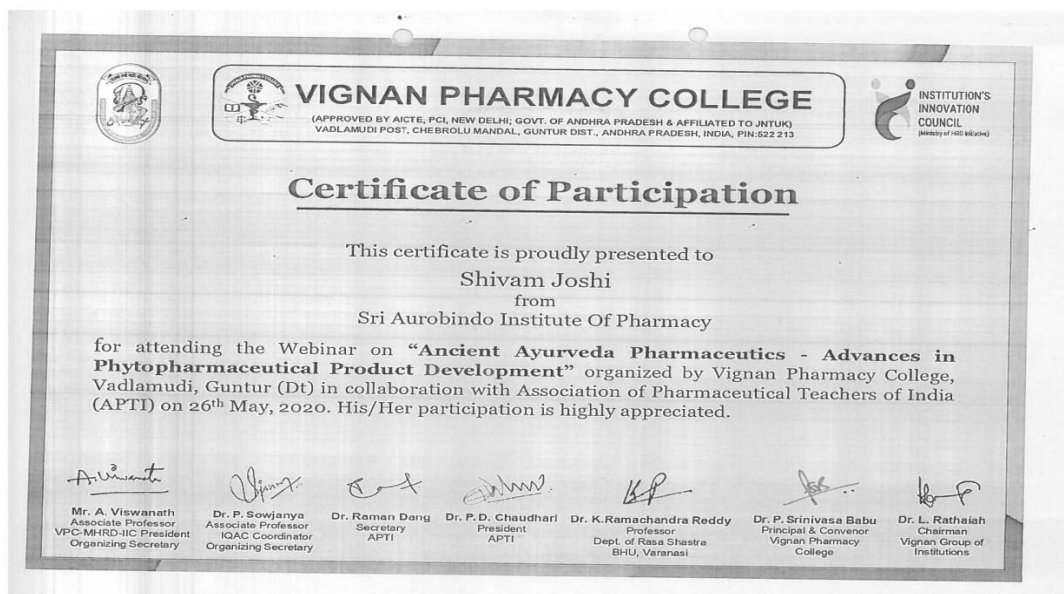 VIGNAN PHARMACY COLLEGE
(APPROVED BY AICTE, PCI, NEW DELHI; GOVT. OF ANDHRA PRADESH & AFFILIATED TO JNTUK)
VADLAMUDI POST, CHEBROLU MANDAL, GUNTUR DIST., ANDHRA PRADESH, INDIA, PIN:522 213
INSTITUTION'S
INNOVATION
COUNCIL
(Ministry of HRD Initiative)
Certificate of Participation
This certificate is proudly presented to
Shivam Joshi
from
Sri Aurobindo Institute Of Pharmacy
for attending the Webinar on “Ancient Ayurveda Pharmaceutics - Advances in
Phytopharmaceutical Product Development” organized by Vignan Pharmacy College,
Vadlamudi, Guntur (Dt) in collaboration with Association of Pharmaceutical Teachers of India
(APTI) on 26th May, 2020. His/Her participation is highly appreciated.
A. Viswanath
Mr. A. Viswanath
Associate Professor
VPC-MHRD-IIC President
Organizing Secretary
Dr. P. Sowjanya
Associate Professor
IQAC Coordinator
Organizing Secretary
Dr. Raman Dang
Secretary
APTI
Dr. P.D. Chaudhari
President
APTI
Dr. K.Ramachandra Reddy
Professor
Dept. of Rasa Shastra
BHU, Varanasi
Dr. P. Srinivasa Babu
Principal & Convenor
Vignan Pharmacy
College
Dr. L. Rathaiah
Chairman
Vignan Group of
Institutions